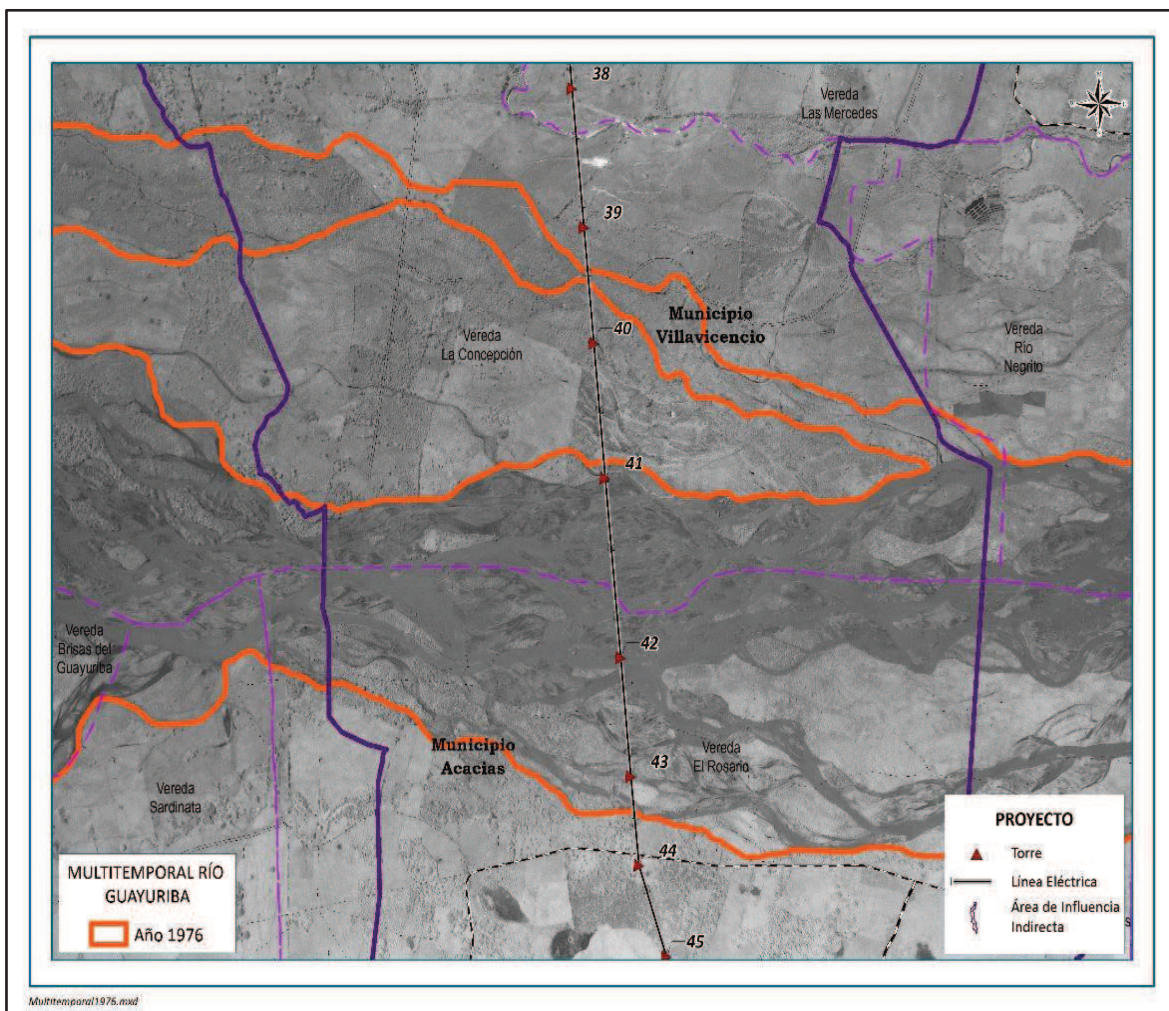 38
Vereda
Las Mercedes
39
Municipio
Villavicencio
40
Vereda
La Concepción
Vereda
Rio
Negrito
41
42
Vereda
Brisas del
Guayuriba
Municipio
Acacias
Vereda
El Rosario
43
Vereda
Sardinata
44
45
MULTITEMPORAL RÍO
GUAYURIBA
Año 1976
PROYECTO
Torre
Línea Eléctrica
Área de Influencia
Indirecta
s
Multitemporal1976.mxd